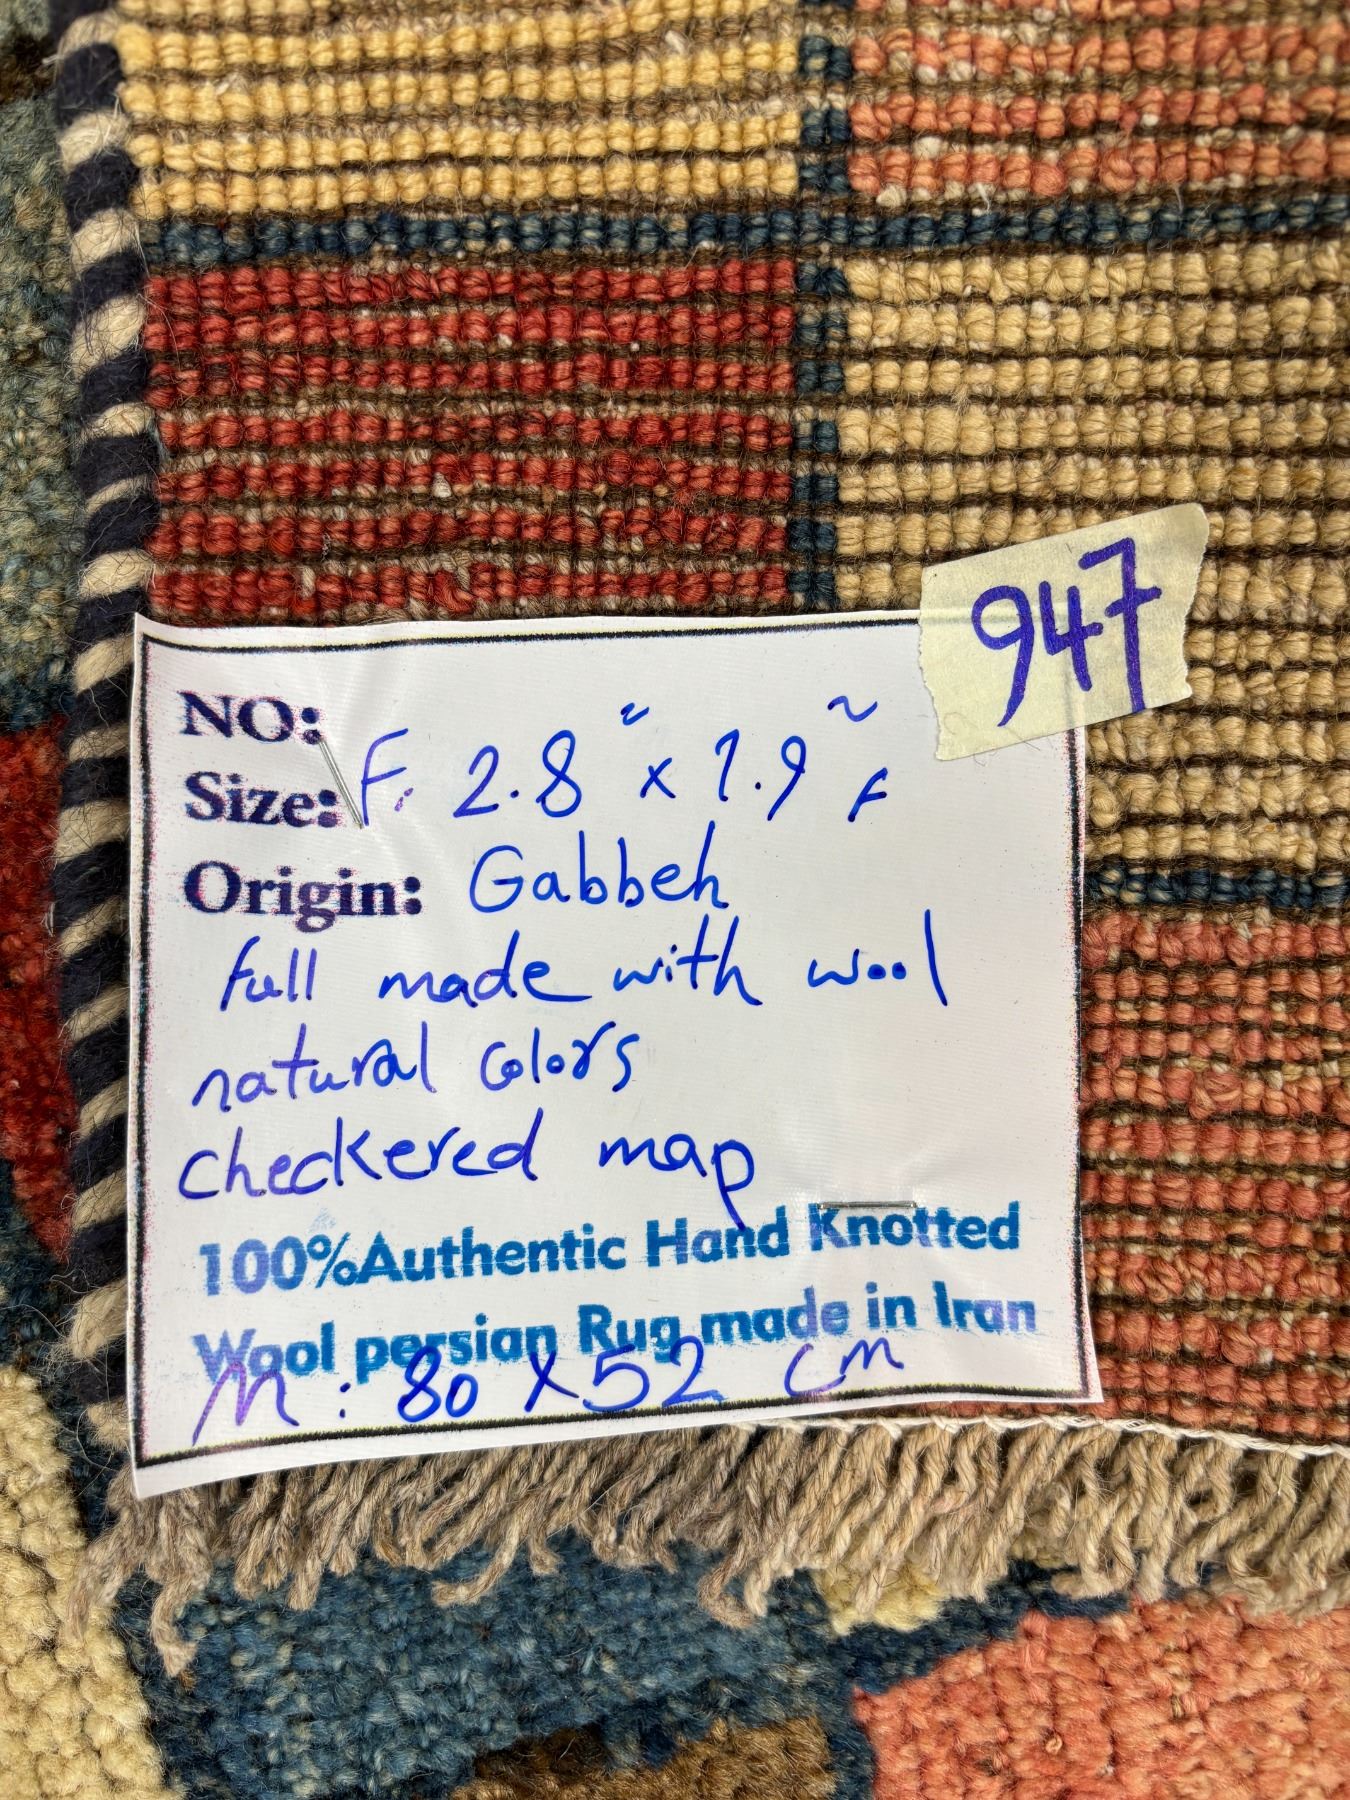 947
NO:
Size: F. 2.8" x 1.9" F
Origin: Gabbeh
full made with wool
natural colors
checkered map
100%Authentic Hand Knotted
Wool persian Rug made in Iran
M: 80 X 52 cm